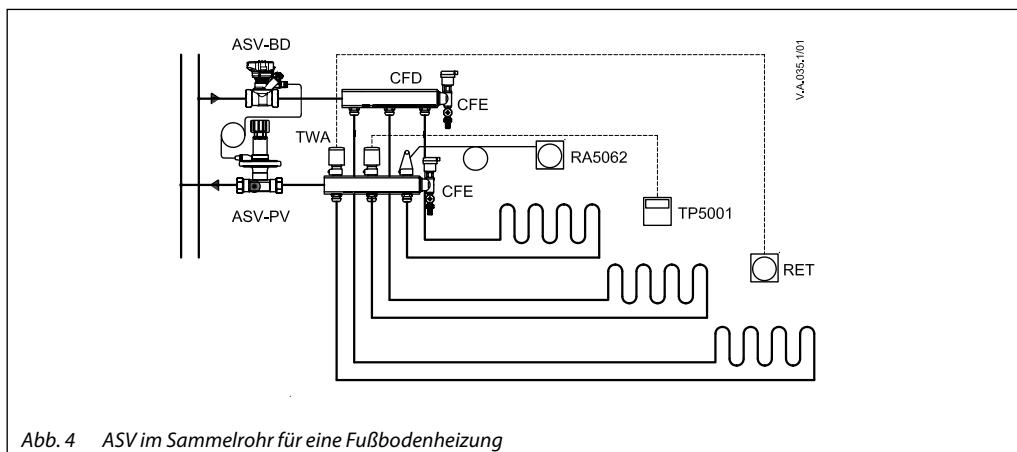 ASV-BD
CFD
V.A.035.1/01
CFE
TWA
RA5062
CFE
TP5001
ASV-PV
RET
Abb. 4 ASV im Sammelrohr für eine Fußbodenheizung